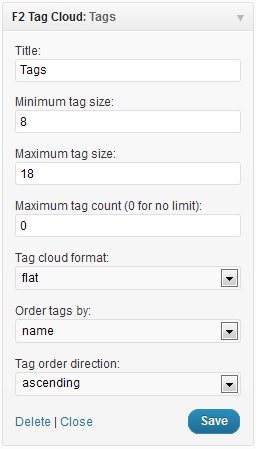 F2 Tag Cloud: Tags
Title:
Tags
Minimum tag size:
8
Maximum tag size:
18
Maximum tag count (0 for no limit):
0
Tag cloud format:
flat
Order tags by:
name
Tag order direction:
ascending
Delete | Close Save